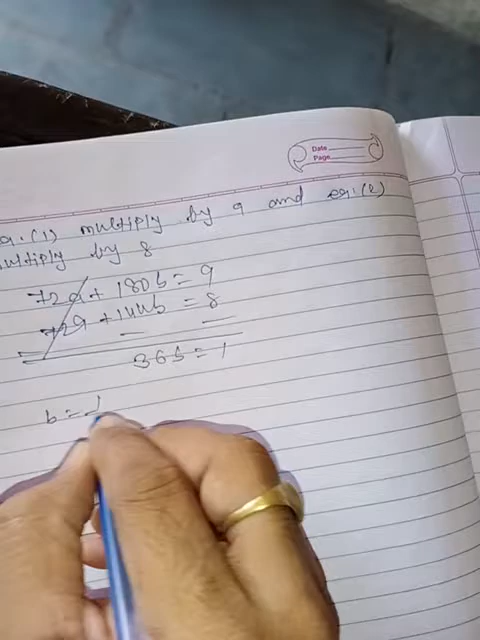 Date
Page
eq.(1) multiply by 9 and eq.(2)
multiply by 8
72a + 180b = 9
72a + 144b = 8
36b = 1
b = 1